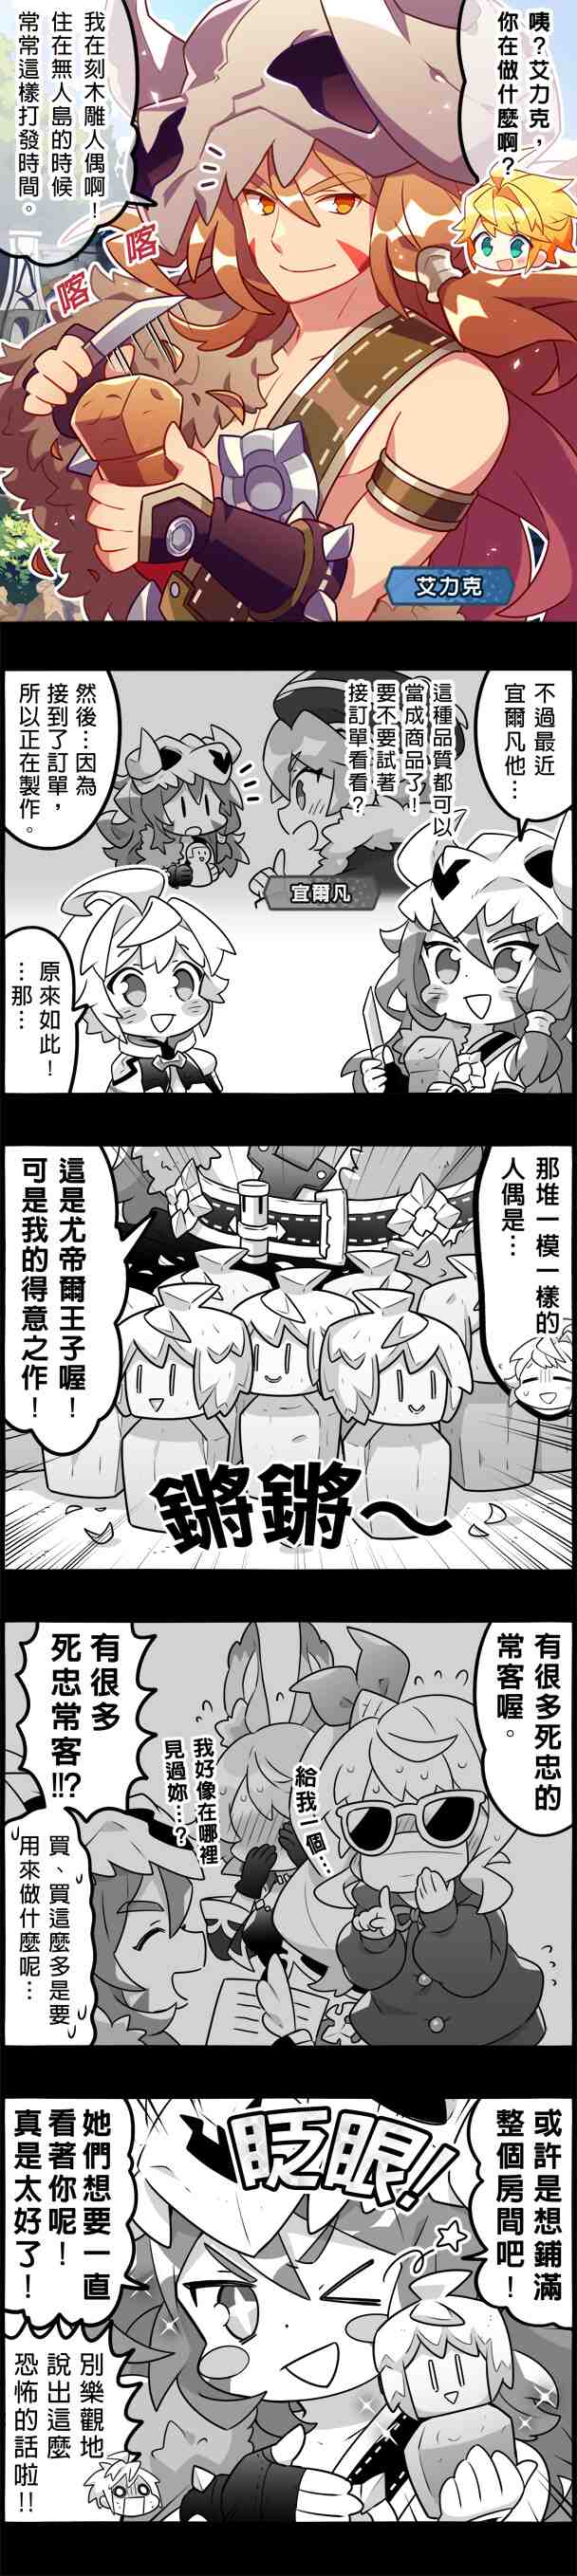 咦？艾力克，
你在做什麼啊？
我在刻木雕人偶啊！
住在無人島的時候
常常這樣打發時間。
喀
喀
艾力克
不過最近
宜爾凡他…
這種品質都可以
當成商品了！
要不要試著
接訂單看看？
宜爾凡
然後…因為
接到了訂單，
所以正在製作。
原來如此！
…那…
那堆一模一樣的
人偶是…
這是尤帝爾王子喔！
可是我的得意之作！
鏘鏘～
有很多死忠的
常客喔。
給我一個…
我好像在哪裡
見過妳…？
有很多
死忠常客!!?
買、買這麼多是要
用來做什麼呢…
或許是想鋪滿
整個房間吧！
眨眼！
她們想要一直
看著你呢！
真是太好了！
別樂觀地
說出這麼
恐怖的話啦!!